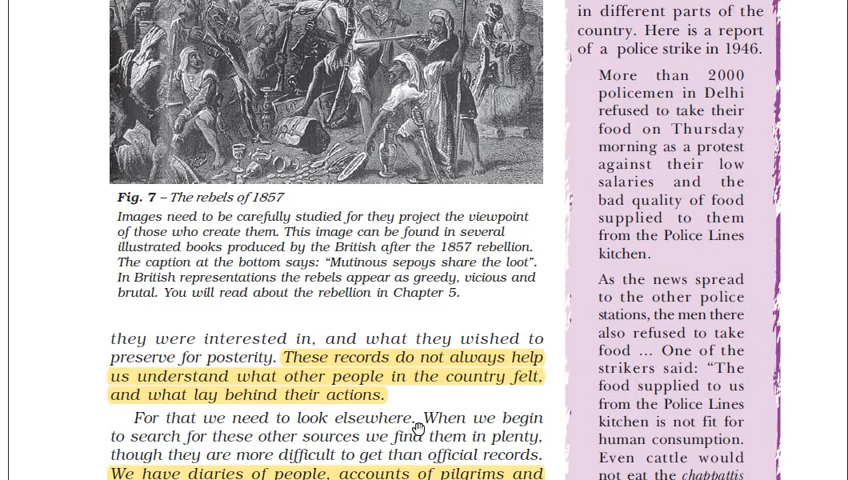 Fig. 7 – The rebels of 1857
Images need to be carefully studied for they project the viewpoint
of those who create them. This image can be found in several
illustrated books produced by the British after the 1857 rebellion.
The caption at the bottom says: “Mutinous sepoys share the loot”.
In British representations the rebels appear as greedy, vicious and
brutal. You will read about the rebellion in Chapter 5.
they were interested in, and what they wished to
preserve for posterity. These records do not always help
us understand what other people in the country felt,
and what lay behind their actions.
For that we need to look elsewhere. When we begin
to search for these other sources we find them in plenty,
though they are more difficult to get than official records.
We have diaries of people, accounts of pilgrims and
in different parts of the
country. Here is a report
of a police strike in 1946.
More than 2000
policemen in Delhi
refused to take their
food on Thursday
morning as a protest
against their low
salaries and the
bad quality of food
supplied to them
from the Police Lines
kitchen.
As the news spread
to the other police
stations, the men there
also refused to take
food ... One of the
strikers said: “The
food supplied to us
from the Police Lines
kitchen is not fit for
human consumption.
Even cattle would
not eat the chappattis